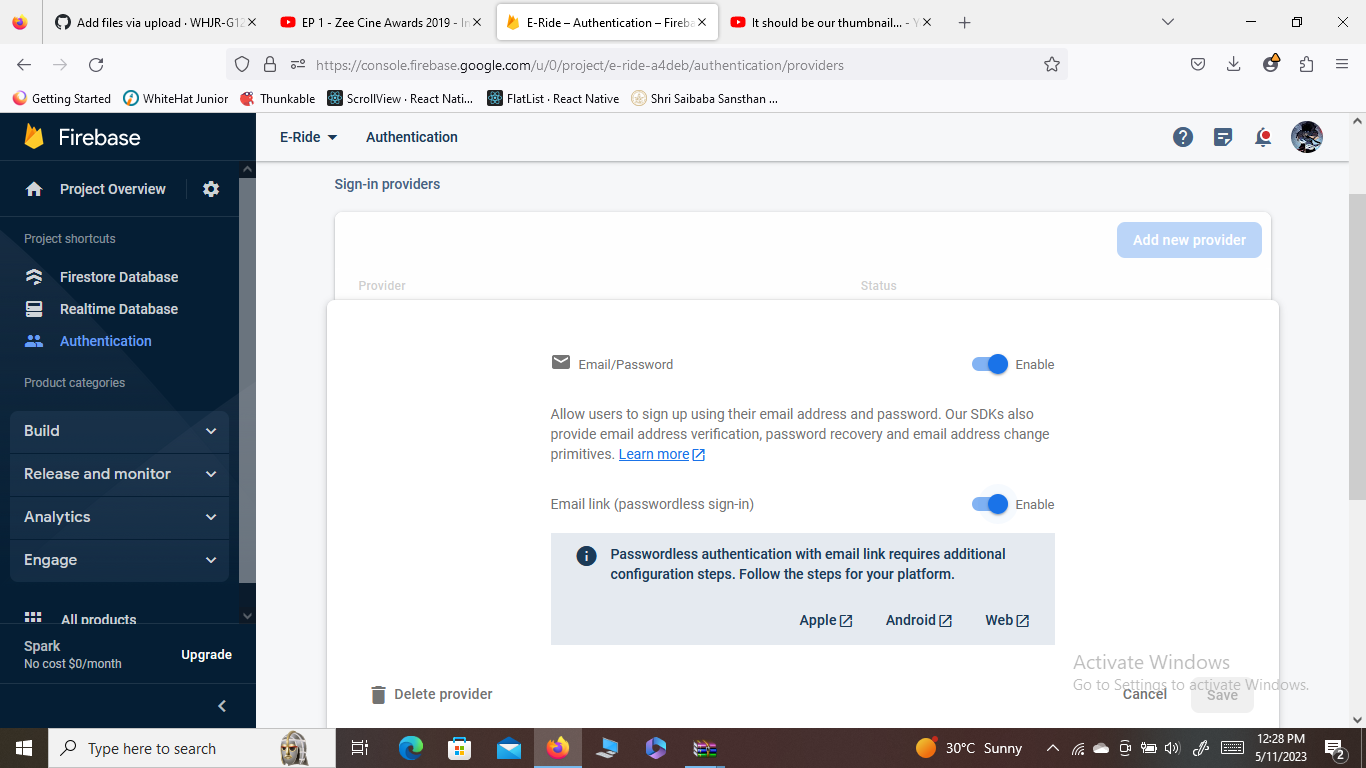 Add files via upload · WHJR-G12
EP 1 - Zee Cine Awards 2019 - In
E-Ride – Authentication – Fireba
It should be our thumbnail... - Y
https://console.firebase.google.com/u/0/project/e-ride-a4deb/authentication/providers
Getting Started
WhiteHat Junior
Thunkable
ScrollView · React Nati...
FlatList · React Native
Shri Saibaba Sansthan ...
Firebase
E-Ride
Authentication
Project Overview
Sign-in providers
Add new provider
Project shortcuts
Firestore Database
Realtime Database
Authentication
Provider
Status
Product categories
Build
Release and monitor
Analytics
Engage
All products
Spark
No cost $0/month
Upgrade
Email/Password
Enable
Allow users to sign up using their email address and password. Our SDKs also
provide email address verification, password recovery and email address change
primitives. Learn more
Email link (passwordless sign-in)
Enable
Passwordless authentication with email link requires additional
configuration steps. Follow the steps for your platform.
Apple
Android
Web
Delete provider
Cancel
Save
Activate Windows
Go to Settings to activate Windows.
Type here to search
30°C Sunny
12:28 PM
5/11/2023
2